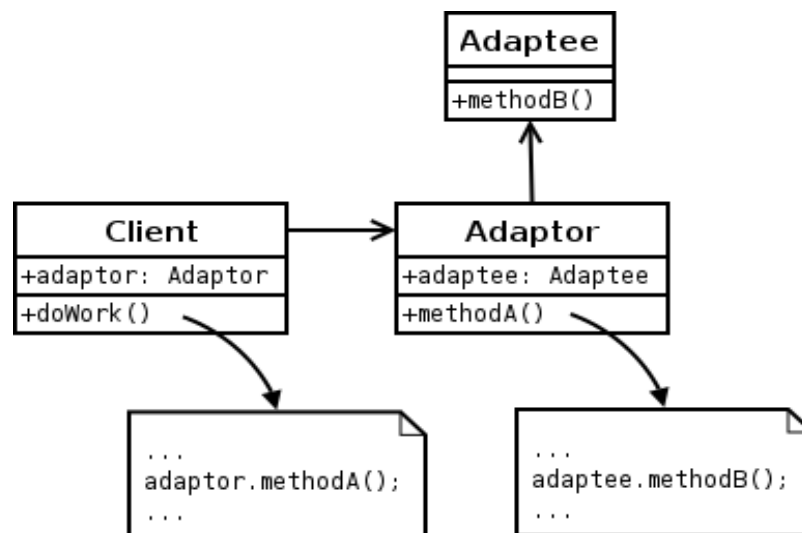 Adaptee
+methodB()
Client
+adaptor: Adaptor
+doWork()
Adaptor
+adaptee: Adaptee
+methodA()
...
adaptor.methodA();
...
...
adaptee.methodB();
...